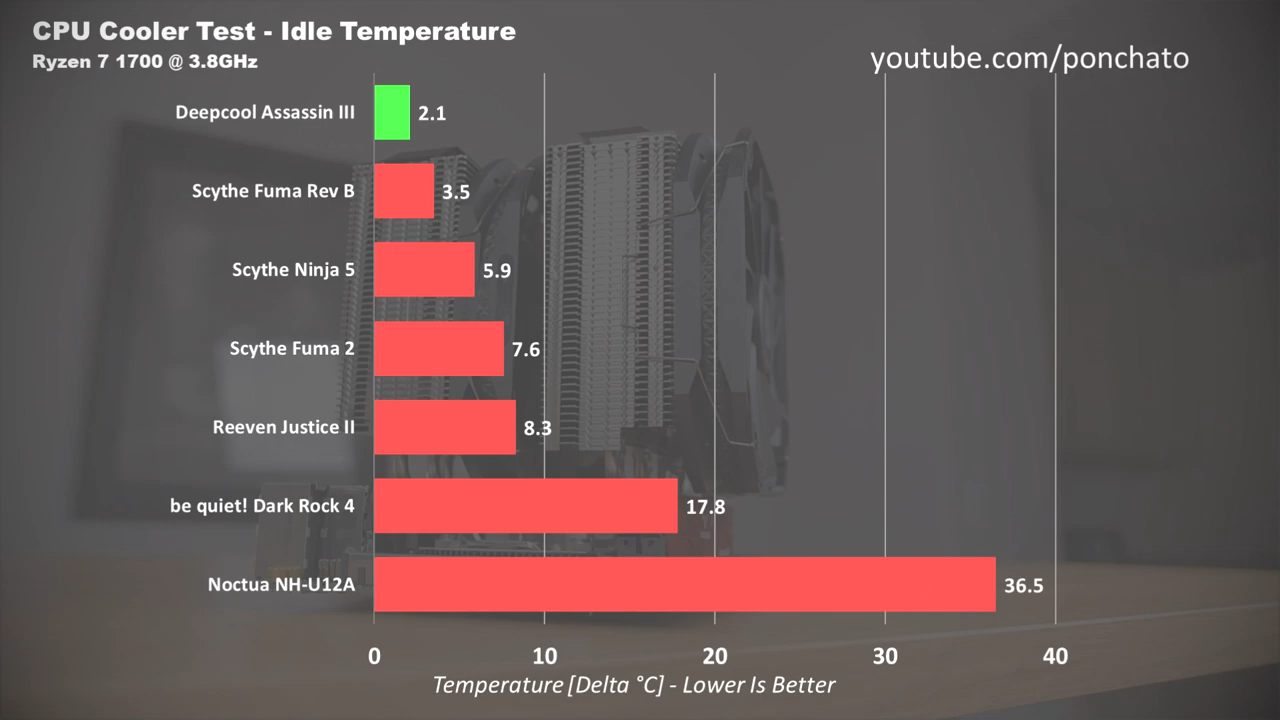 CPU Cooler Test - Idle Temperature
Ryzen 7 1700 @ 3.8GHz
youtube.com/ponchato
Deepcool Assassin III 2.1
Scythe Fuma Rev B 3.5
Scythe Ninja 5 5.9
Scythe Fuma 2 7.6
Reeven Justice II 8.3
be quiet! Dark Rock 4 17.8
Noctua NH-U12A 36.5
0 10 20 30 40
Temperature [Delta °C] - Lower Is Better